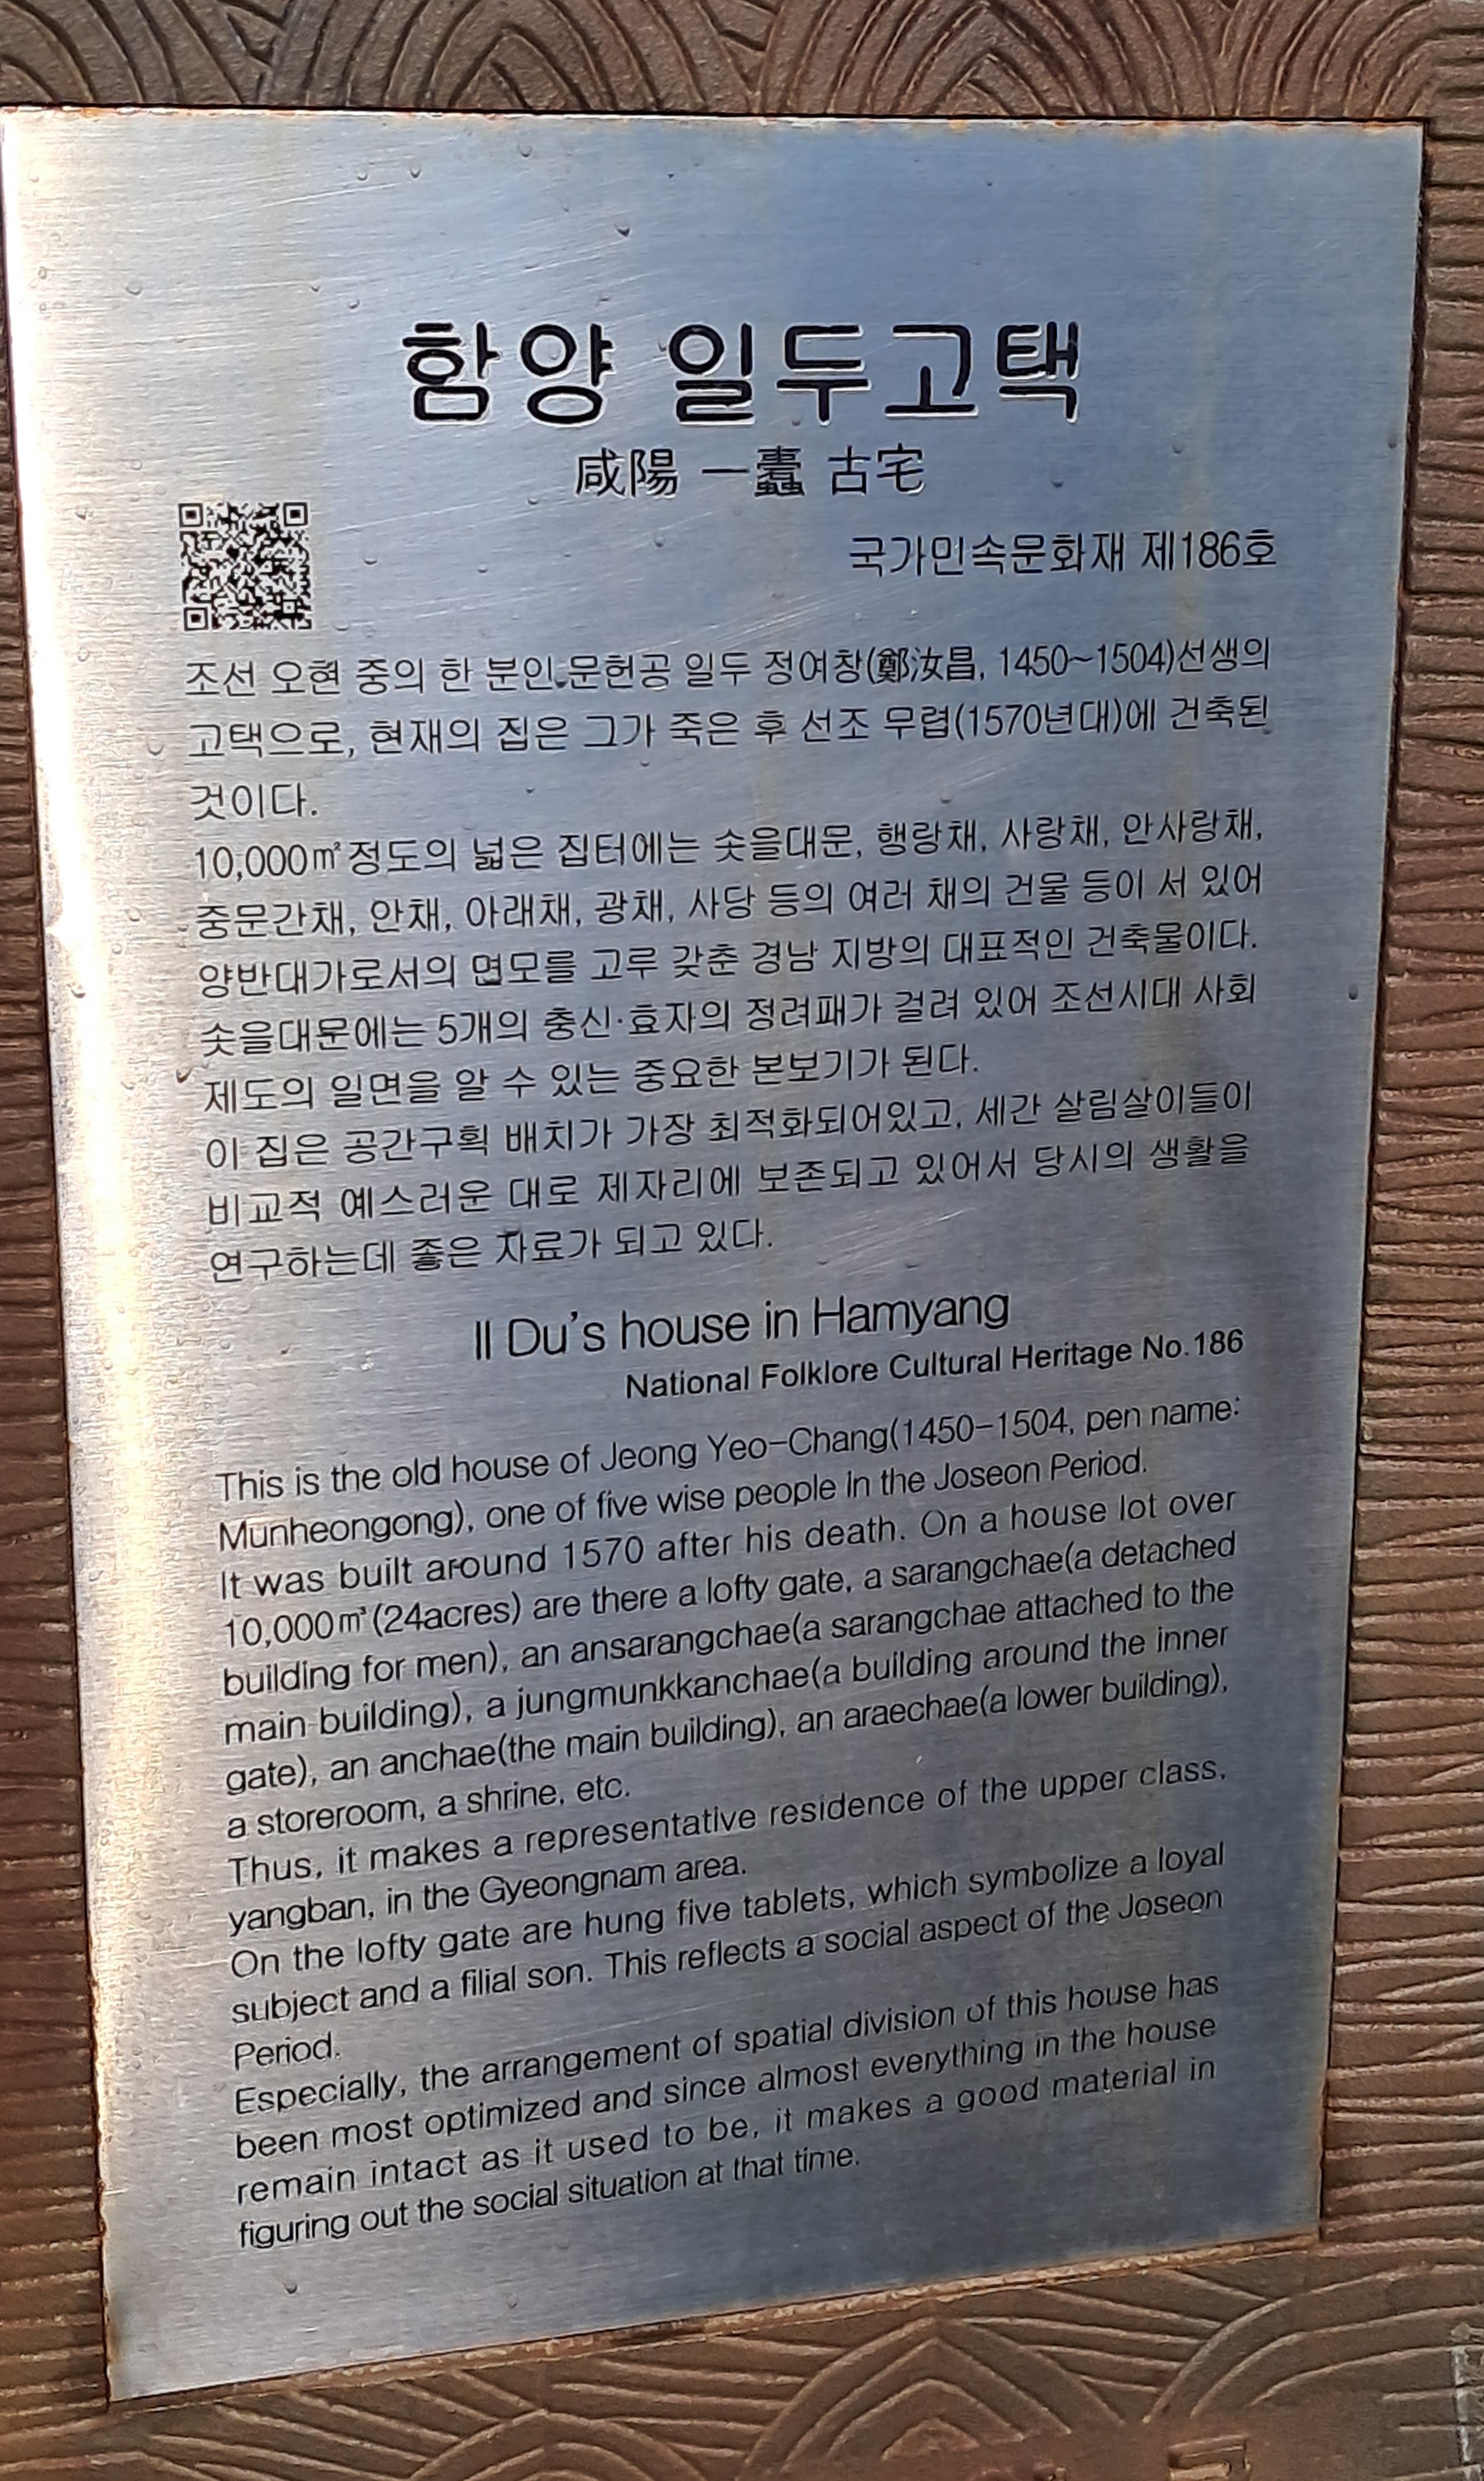 함양 일두고택
咸陽 一蠹 古宅
국가민속문화재 제186호
조선 오현 중의 한 분인 문헌공 일두 정여창(鄭汝昌, 1450~1504)선생의
고택으로, 현재의 집은 그가 죽은 후 선조 무렵(1570년대)에 건축된
것이다.
10,000㎡정도의 넓은 집터에는 솟을대문, 행랑채, 사랑채, 안사랑채,
중문간채, 안채, 아래채, 광채, 사당 등의 여러 채의 건물 등이 서 있어
양반대가로서의 면모를 고루 갖춘 경남 지방의 대표적인 건축물이다.
솟을대문에는 5개의 충신·효자의 정려패가 걸려 있어 조선시대 사회
제도의 일면을 알 수 있는 중요한 본보기가 된다.
이 집은 공간구획 배치가 가장 최적화되어있고, 세간 살림살이들이
비교적 예스러운 대로 제자리에 보존되고 있어서 당시의 생활을
연구하는데 좋은 자료가 되고 있다.
Il Du's house in Hamyang
National Folklore Cultural Heritage No.186
This is the old house of Jeong Yeo-Chang(1450-1504, pen name:
Munheongong), one of five wise people in the Joseon Period.
It was built around 1570 after his death. On a house lot over
10,000㎡(24acres) are there a lofty gate, a sarangchae(a detached
building for men), an ansarangchae(a sarangchae attached to the
main building), a jungmunkkanchae(a building around the inner
gate), an anchae(the main building), an araechae(a lower building),
a storeroom, a shrine, etc.
Thus, it makes a representative residence of the upper class,
yangban, in the Gyeongnam area.
On the lofty gate are hung five tablets, which symbolize a loyal
subject and a filial son. This reflects a social aspect of the Joseon
Period.
Especially, the arrangement of spatial division of this house has
been most optimized and since almost everything in the house
remain intact as it used to be, it makes a good material in
figuring out the social situation at that time.